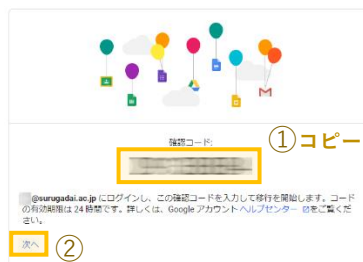 確認コード:
①コピー
@surugadai.ac.jp にログインし、この確認コードを入力して移行を開始します。コード
の有効期限は 24 時間です。詳しくは、Google アカウント ヘルプセンター をご覧くだ
さい。
次へ ②